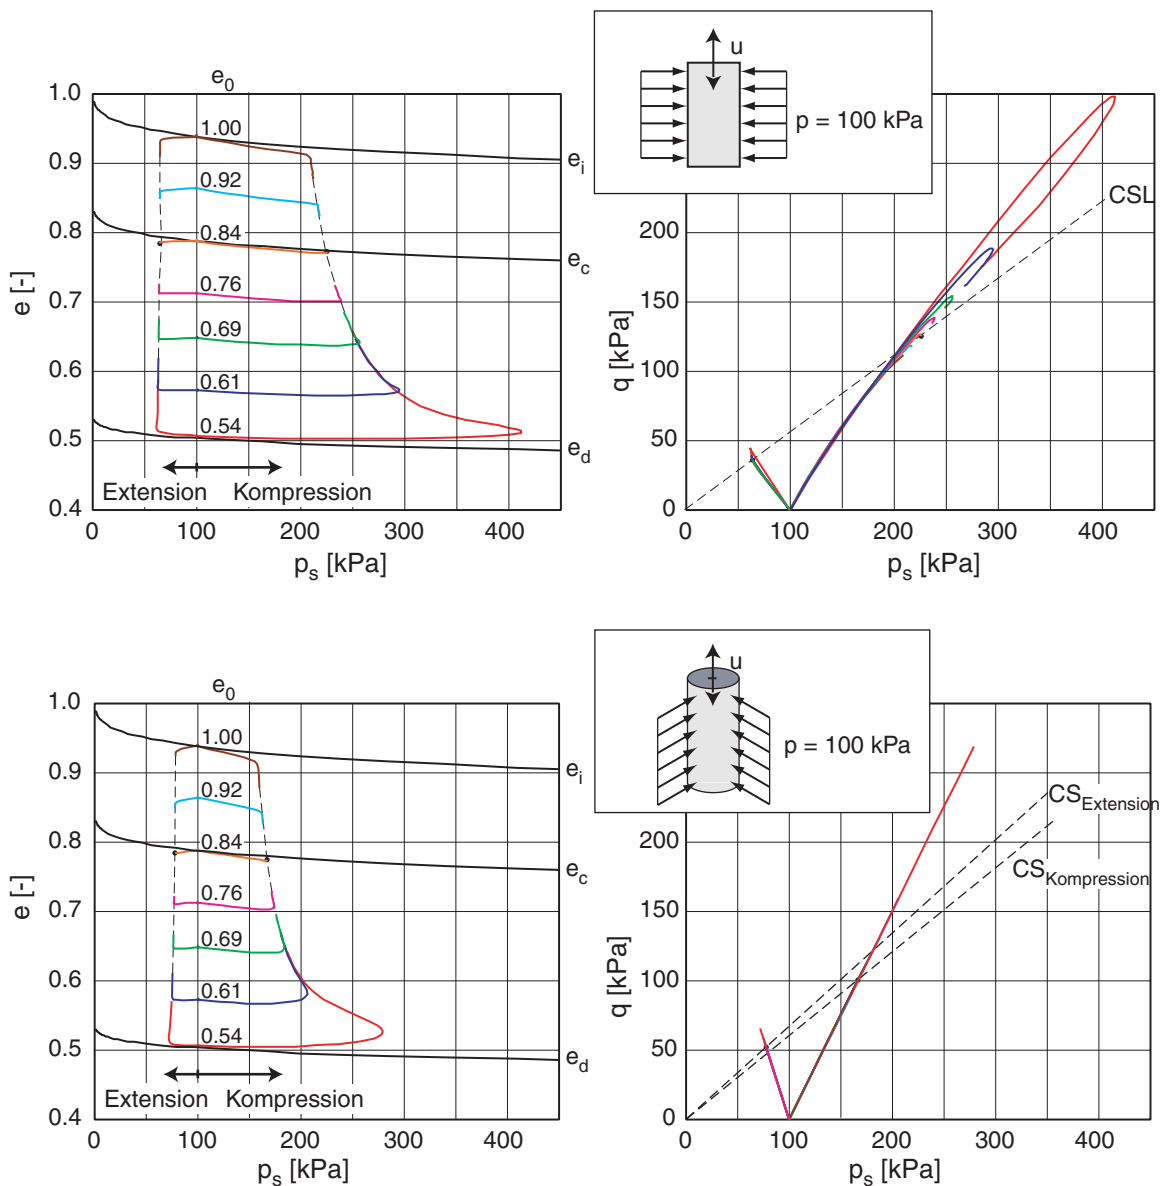 e0
1.0
0.9
0.8
0.7
0.6
0.5
0.4
e [-]
1.00
0.92
0.84
0.76
0.69
0.61
0.54
ei
ec
ed
Extension
Kompression
0
100
200
300
400
ps [kPa]
u
p = 100 kPa
CSL
200
150
100
50
0
q [kPa]
0
100
200
300
400
ps [kPa]
e0
1.0
0.9
0.8
0.7
0.6
0.5
0.4
e [-]
1.00
0.92
0.84
0.76
0.69
0.61
0.54
ei
ec
ed
Extension
Kompression
0
100
200
300
400
ps [kPa]
u
p = 100 kPa
CSExtension
CSKompression
200
150
100
50
0
q [kPa]
0
100
200
300
400
ps [kPa]